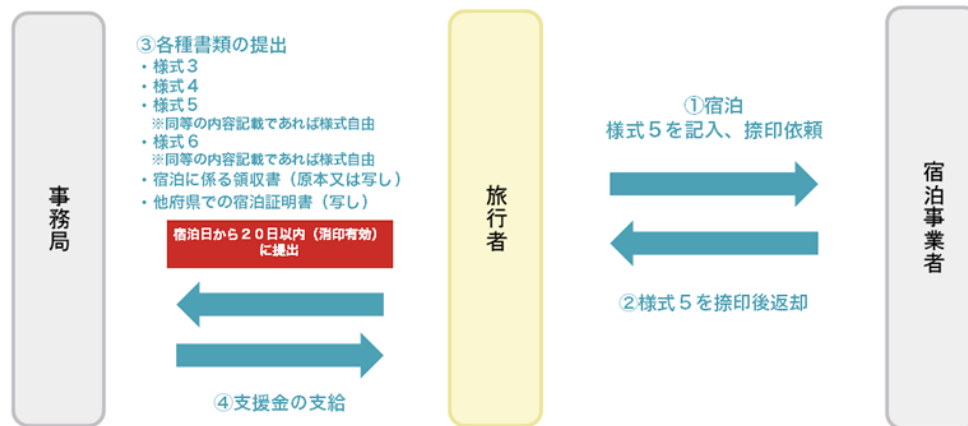 事務局
③各種書類の提出
・様式3
・様式4
・様式5
※同等の内容記載であれば様式自由
・様式6
※同等の内容記載であれば様式自由
・宿泊に係る領収書（原本又は写し）
・他府県での宿泊証明書（写し）
宿泊日から20日以内（消印有効）
に提出
④支援金の支給
旅行者
①宿泊
様式5を記入、捺印依頼
②様式5を捺印後返却
宿泊事業者